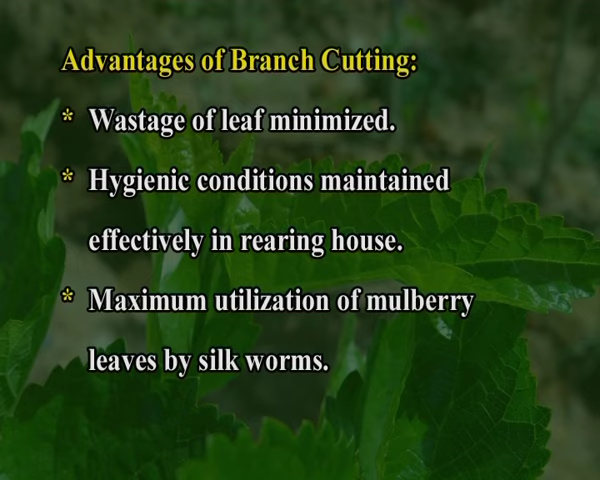 Advantages of Branch Cutting:
* Wastage of leaf minimized.
* Hygienic conditions maintained
effectively in rearing house.
* Maximum utilization of mulberry
leaves by silk worms.